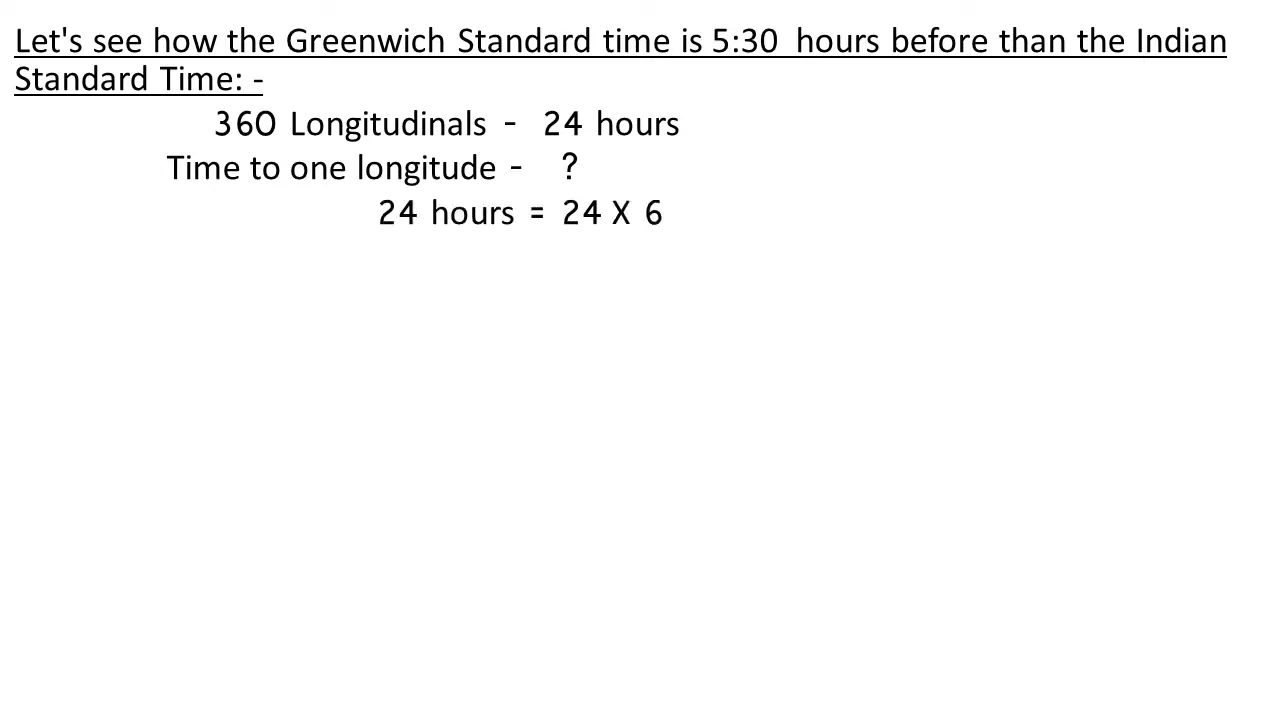 Let's see how the Greenwich Standard time is 5:30 hours before than the Indian
Standard Time: -
360 Longitudinals - 24 hours
Time to one longitude - ?
24 hours = 24 X 6